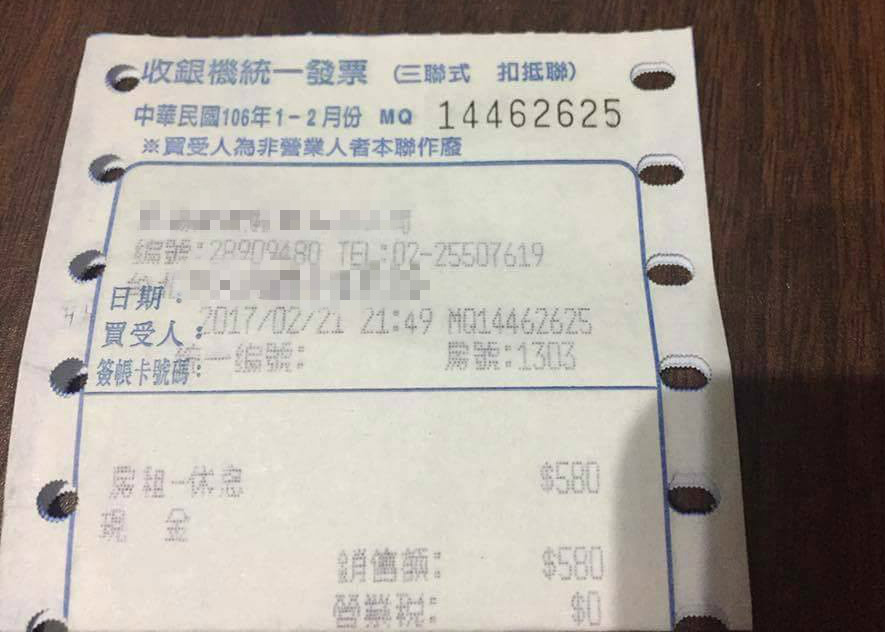 收銀機統一發票 (三聯式 扣抵聯)
中華民國106年1-2月份 MQ 14462625
※買受人為非營業人者本聯作廢
編號:28909480 TEL:02-25507619
日期:
2017/02/21 21:49 MQ14462625
買受人:
統一編號: 房號:1303
簽帳卡號碼:
房租-休息 $580
現金
銷售額: $580
營業稅: $0